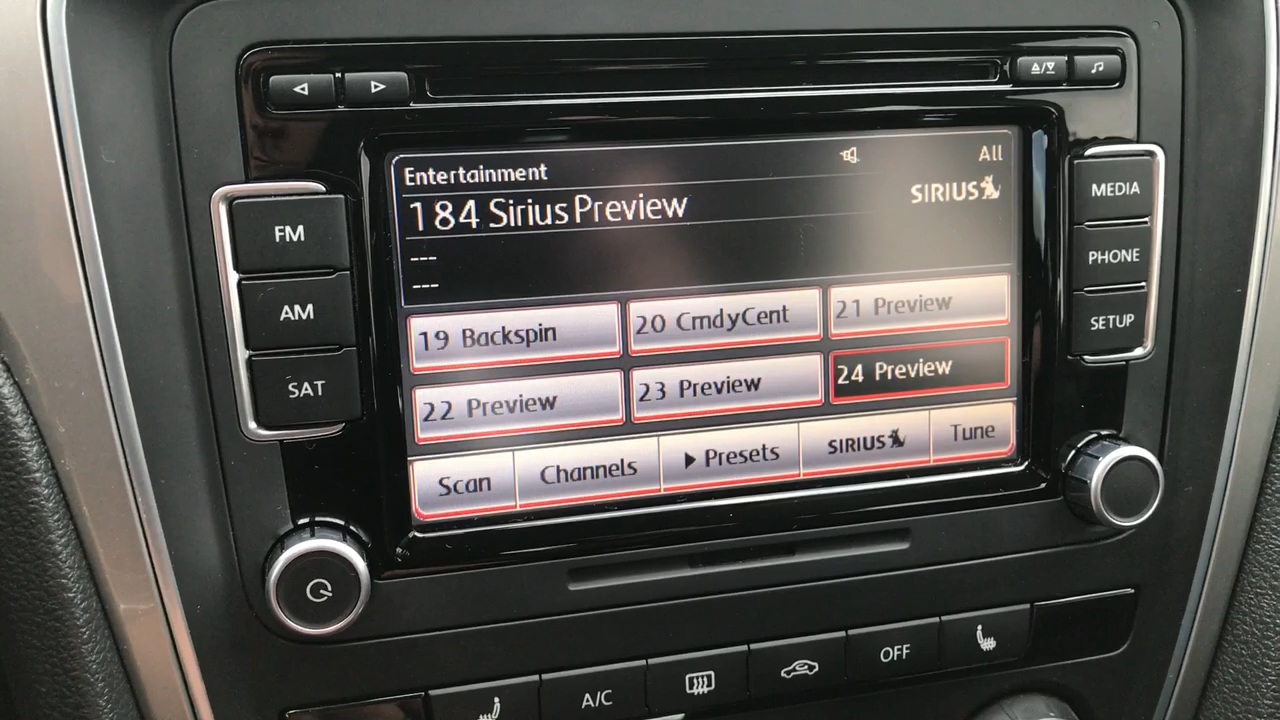 Entertainment
All
184 Sirius Preview
SIRIUS
---
---
19 Backspin
20 CmdyCent
21 Preview
22 Preview
23 Preview
24 Preview
Scan
Channels
Presets
SIRIUS
Tune
FM
AM
SAT
MEDIA
PHONE
SETUP
A/C
OFF